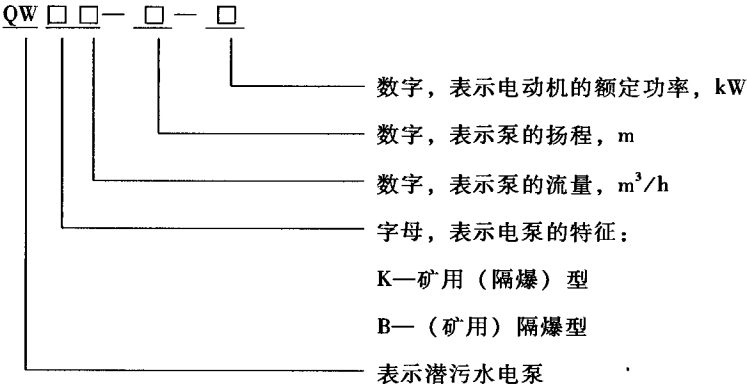 QW□□—□—□
数字，表示电动机的额定功率，kW
数字，表示泵的扬程，m
数字，表示泵的流量，m³/h
字母，表示电泵的特征：
K—矿用（隔爆）型
B—（矿用）隔爆型
表示潜污水电泵